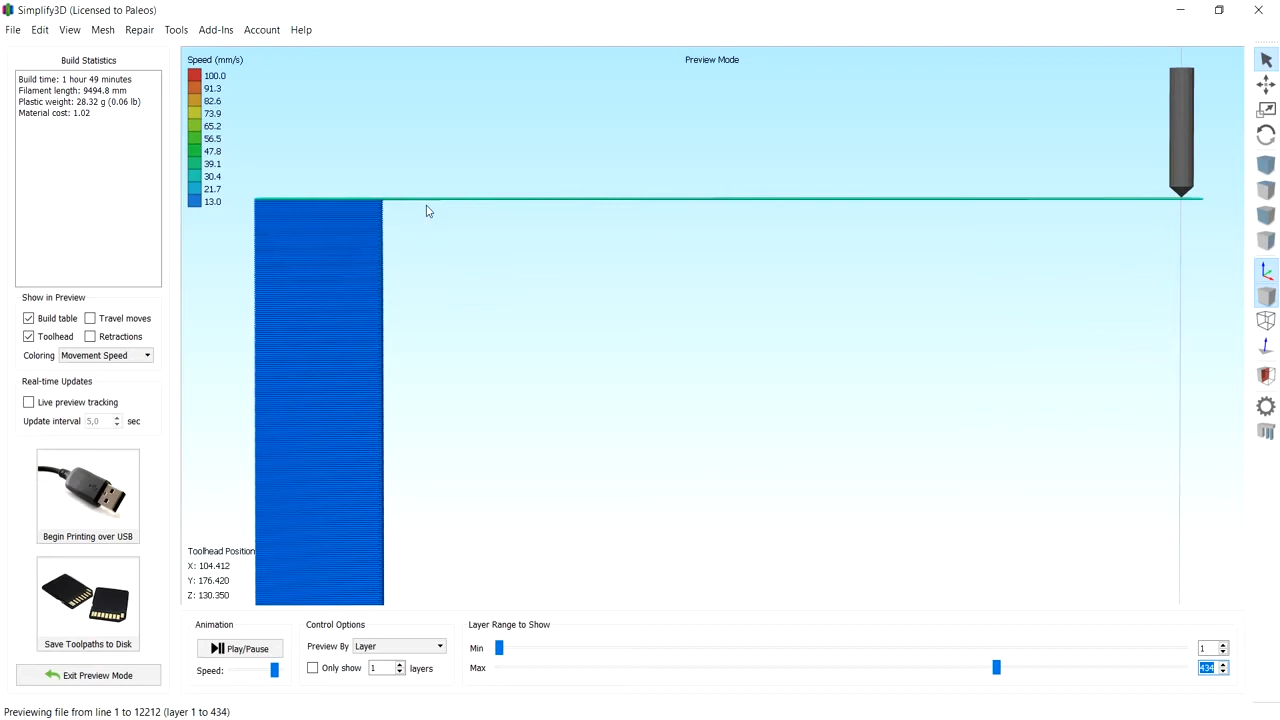 Simplify3D (Licensed to Paleos)
File Edit View Mesh Repair Tools Add-Ins Account Help
Build Statistics
Build time: 1 hour 49 minutes
Filament length: 9494.8 mm
Plastic weight: 28.32 g (0.06 lb)
Material cost: 1.02
Show in Preview
Build table Travel moves
Toolhead Retractions
Coloring Movement Speed
Real-time Updates
Live preview tracking
Update interval 5,0 sec
Begin Printing over USB
Save Toolpaths to Disk
Exit Preview Mode
Speed (mm/s)
100.0
91.3
82.6
73.9
65.2
56.5
47.8
39.1
30.4
21.7
13.0
Preview Mode
Toolhead Position
X: 104.412
Y: 176.420
Z: 130.350
Animation
Play/Pause
Speed:
Control Options
Preview By Layer
Only show 1 layers
Layer Range to Show
Min 1
Max 434
Previewing file from line 1 to 12212 (layer 1 to 434)